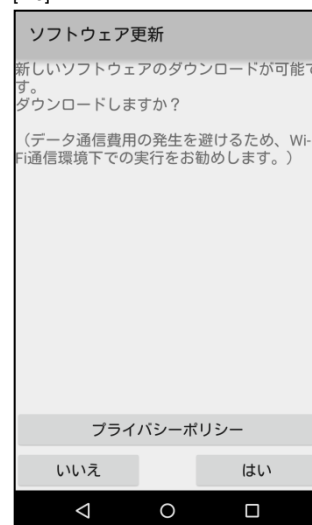 ソフトウェア更新
新しいソフトウェアのダウンロードが可能で
す。
ダウンロードしますか？
（データ通信費用の発生を避けるため、Wi-
Fi通信環境下での実行をお勧めします。）
プライバシーポリシー
いいえ
はい